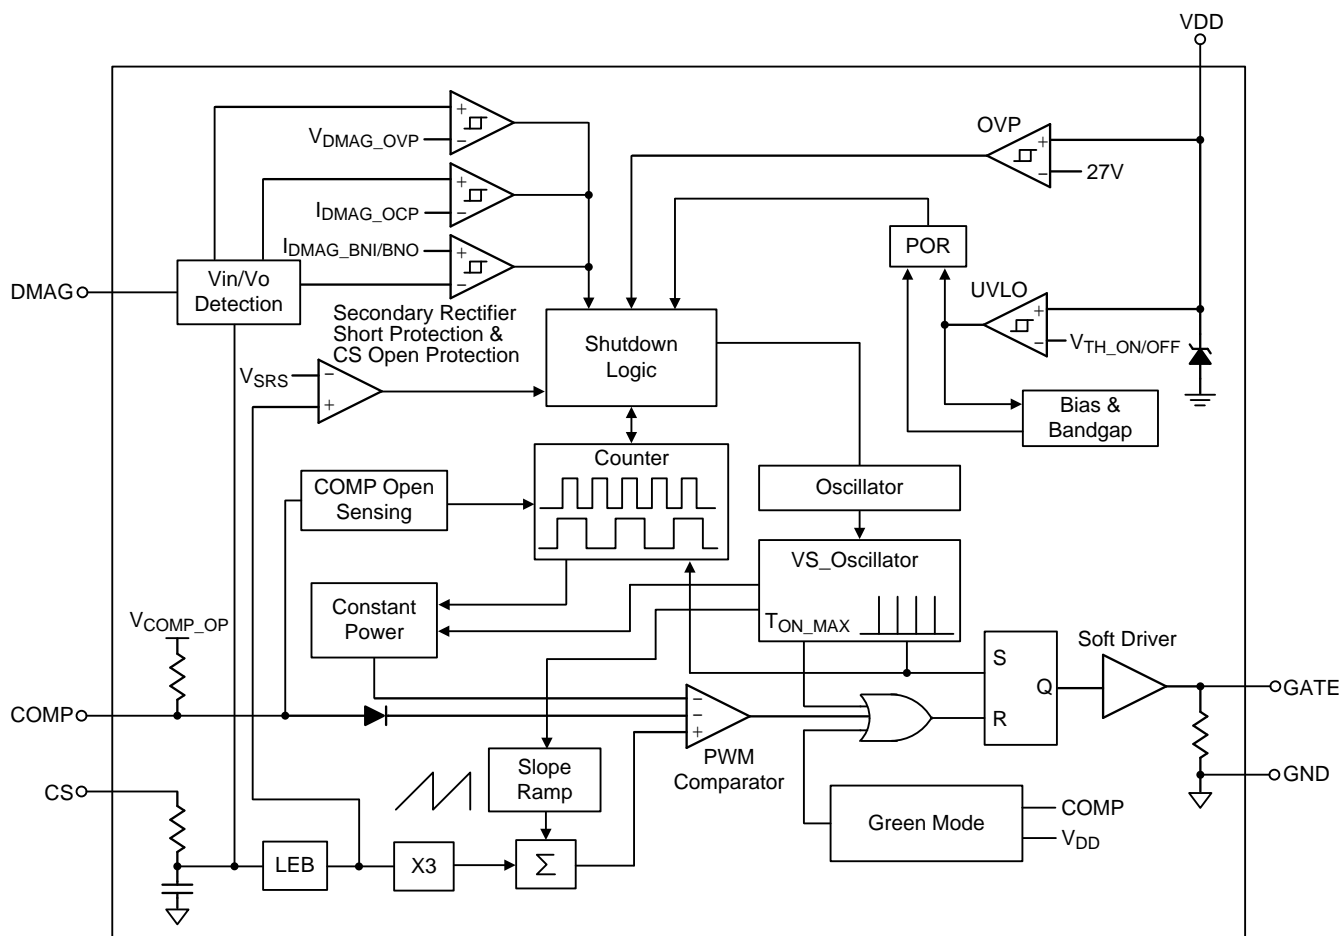 VDD
OVP
27V
VDMAG_OVP
IDMAG_OCP
IDMAG_BNI/BNO
POR
DMAG
Vin/Vo
Detection
UVLO
VTH_ON/OFF
Secondary Rectifier
Short Protection &
CS Open Protection
Shutdown
Logic
VSRS
Bias &
Bandgap
Counter
COMP Open
Sensing
Oscillator
VS_Oscillator
TON_MAX
Constant
Power
VCOMP_OP
Soft Driver
S
Q
R
GATE
COMP
PWM
Comparator
GND
CS
Slope
Ramp
Green Mode
COMP
VDD
LEB
X3
Σ